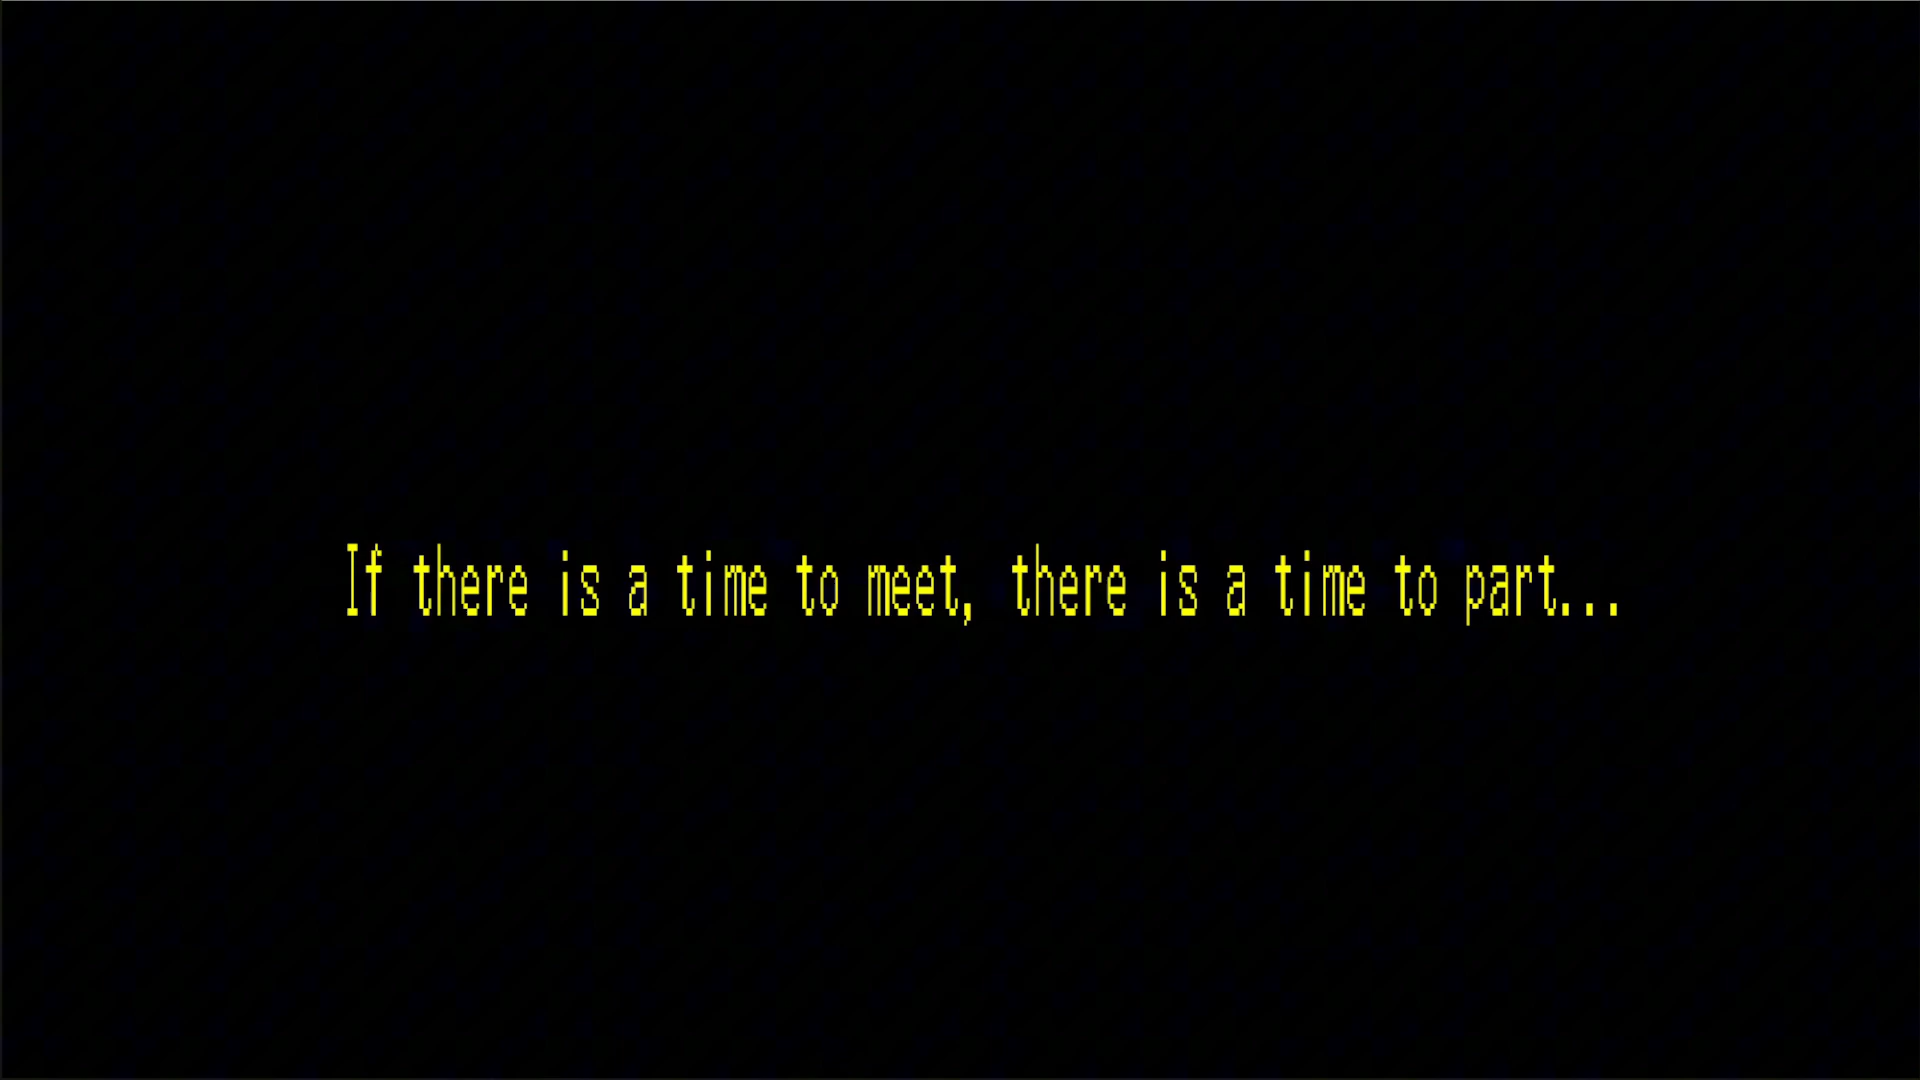 If there is a time to meet, there is a time to part...